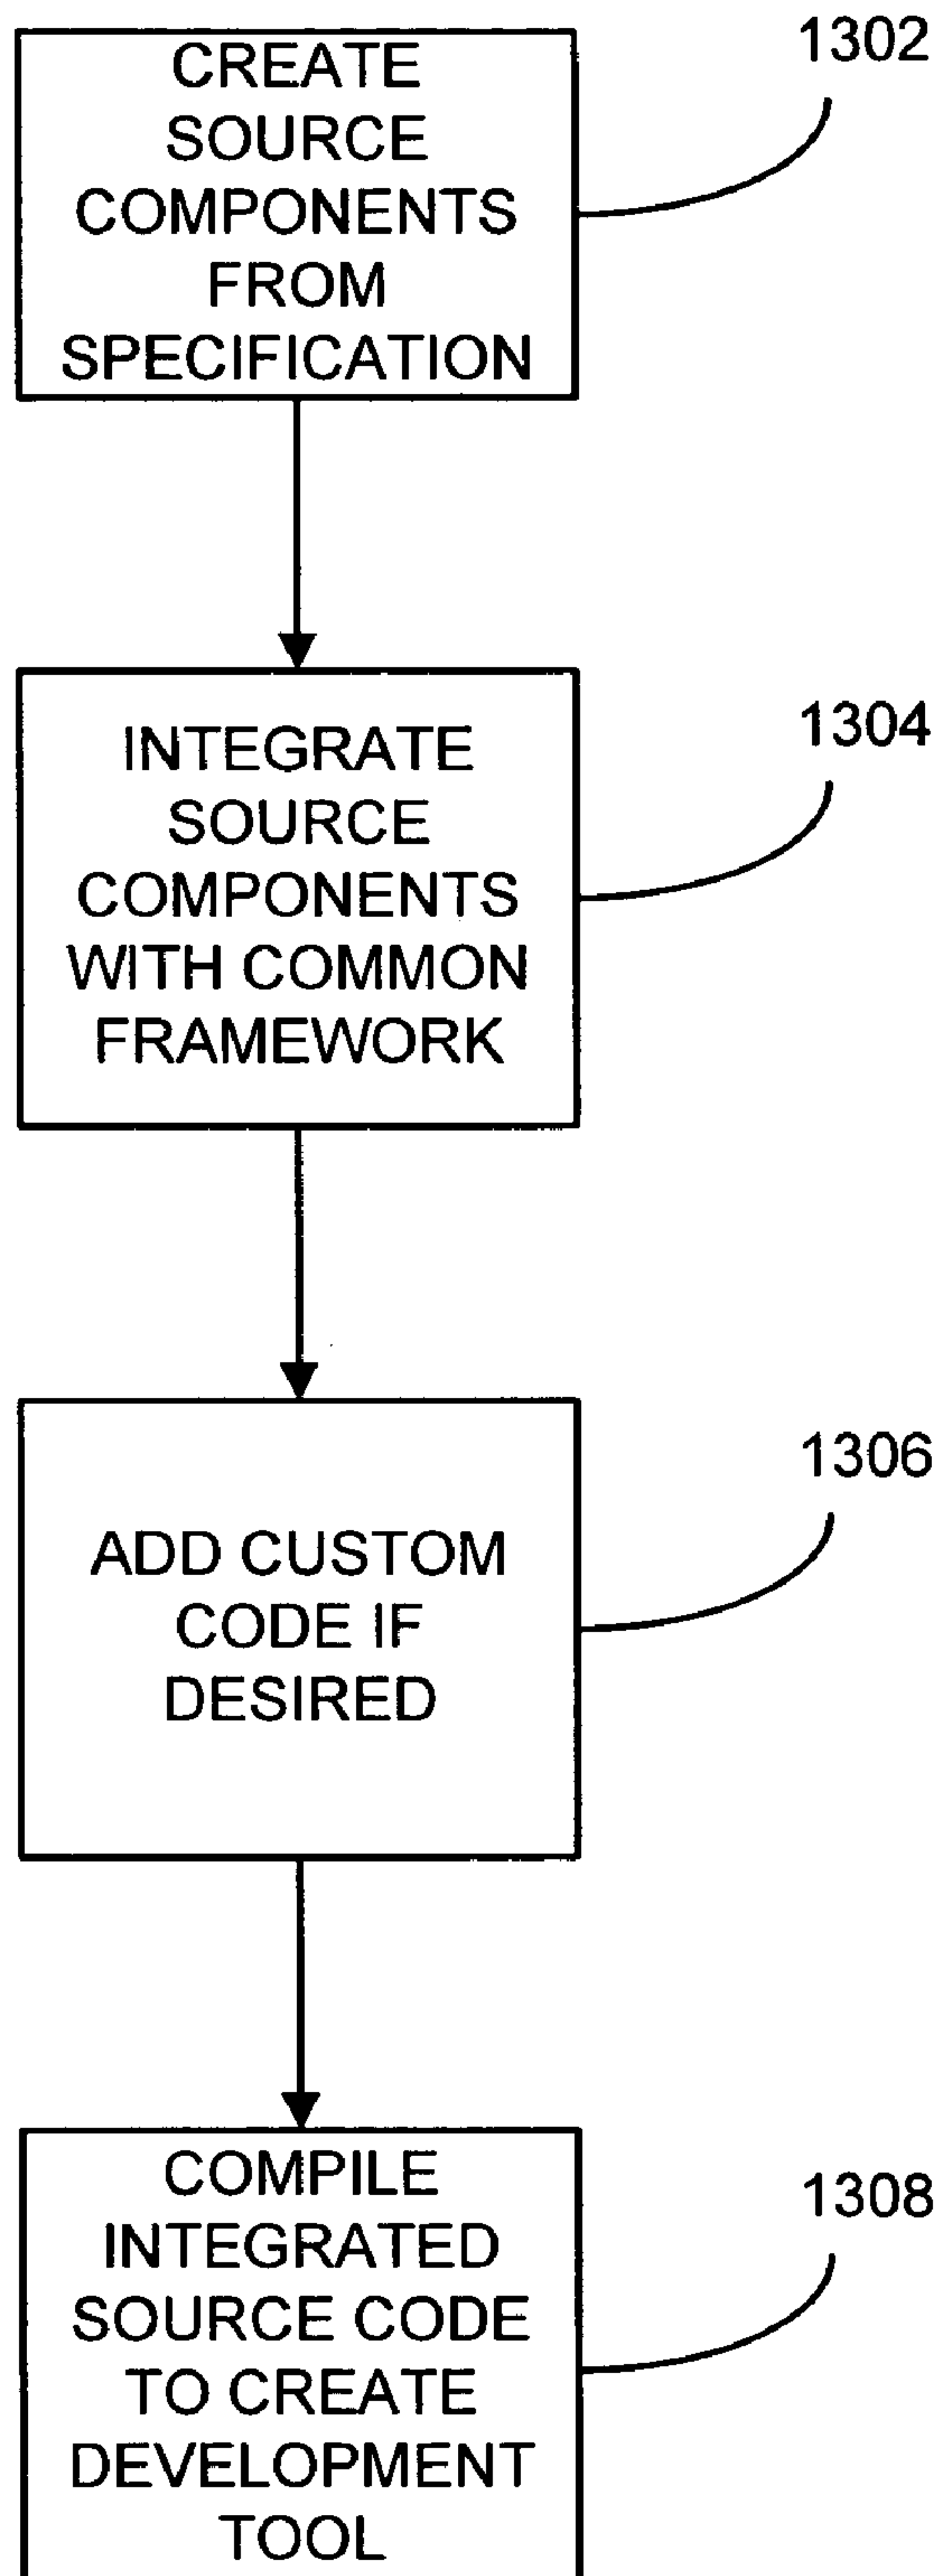 1302
CREATE
SOURCE
COMPONENTS
FROM
SPECIFICATION
1304
INTEGRATE
SOURCE
COMPONENTS
WITH COMMON
FRAMEWORK
1306
ADD CUSTOM
CODE IF
DESIRED
1308
COMPILE
INTEGRATED
SOURCE CODE
TO CREATE
DEVELOPMENT
TOOL